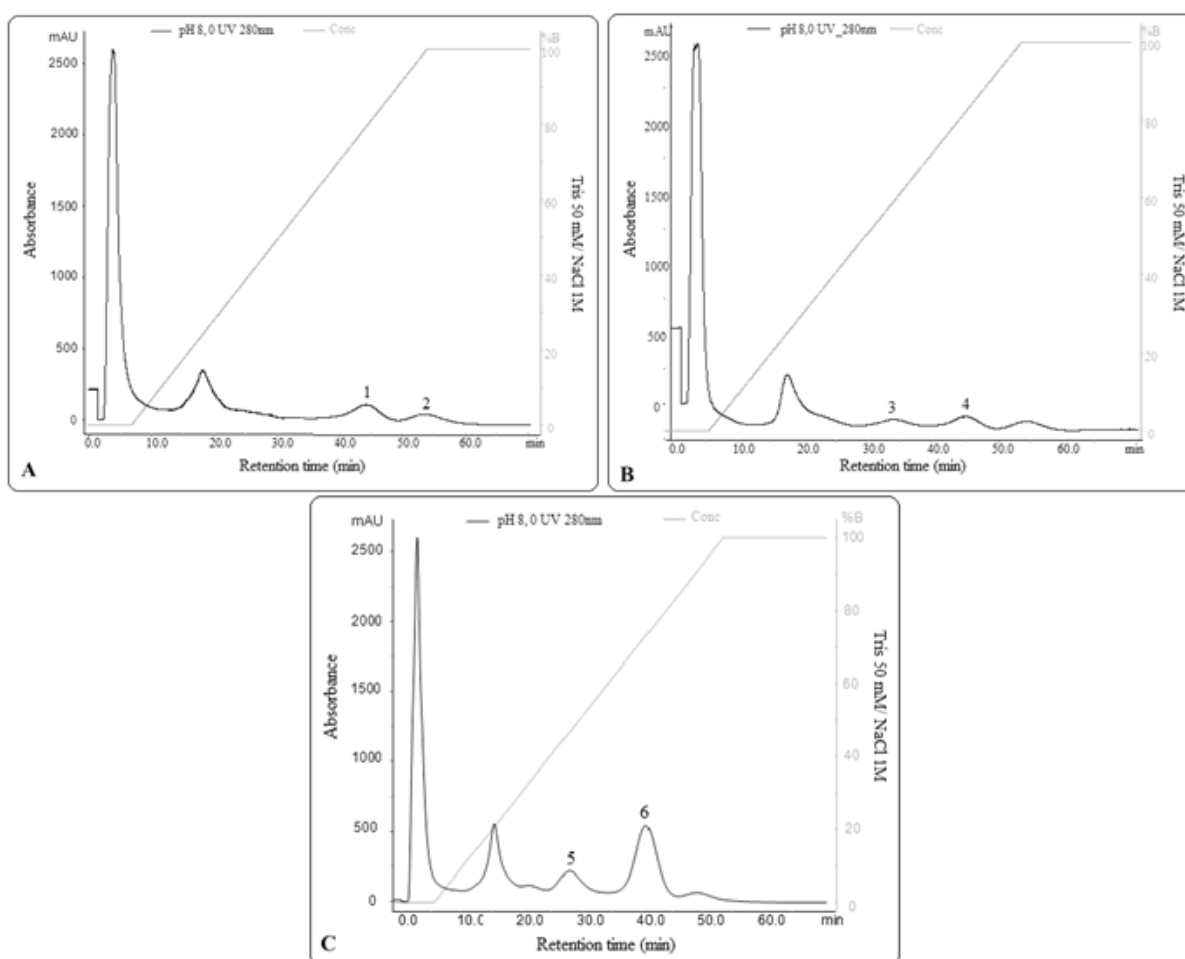 mAU
pH 8,0 UV 280nm
Conc
%B
2500
2000
1500
1000
500
0
100
80
60
40
20
0
Absorbance
Tris 50 mM/ NaCl 1M
1
2
0.0 10.0 20.0 30.0 40.0 50.0 60.0 min
Retention time (min)
A
mAU
pH 8,0 UV_280nm
Conc
%B
2500
2000
1500
1000
500
0
100
80
60
40
20
0
Absorbance
Tris 50 mM/ NaCl 1M
3
4
0.0 10.0 20.0 30.0 40.0 50.0 60.0 min
Retention time (min)
B
mAU
pH 8,0 UV 280nm
Conc
%B
2500
2000
1500
1000
500
0
100
80
60
40
20
0
Absorbance
Tris 50 mM/ NaCl 1M
5
6
0.0 10.0 20.0 30.0 40.0 50.0 60.0 min
Retention time (min)
C